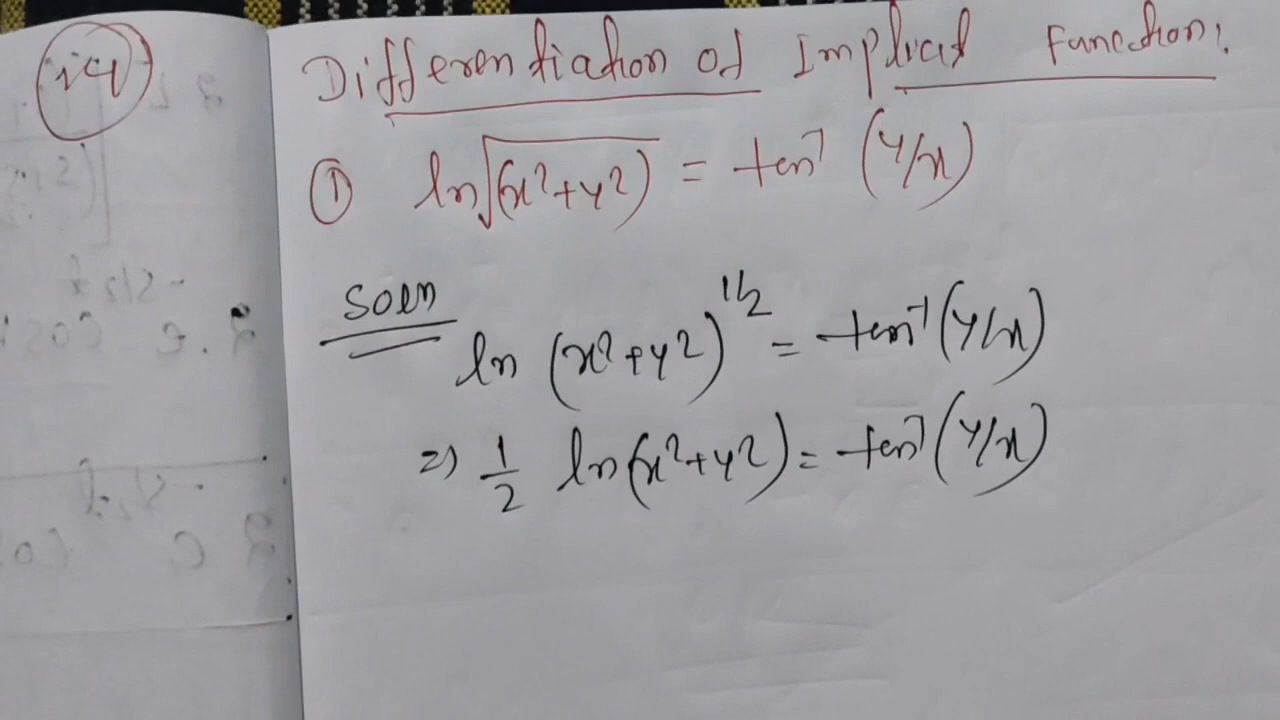 Differentiation of Implicit Function:
① ln√(x²+y²) = tan⁻¹ (y/x)
Soln
ln (x²+y²)^1/2 = tan⁻¹ (y/x)
=> 1/2 ln(x²+y²) = tan⁻¹ (y/x)